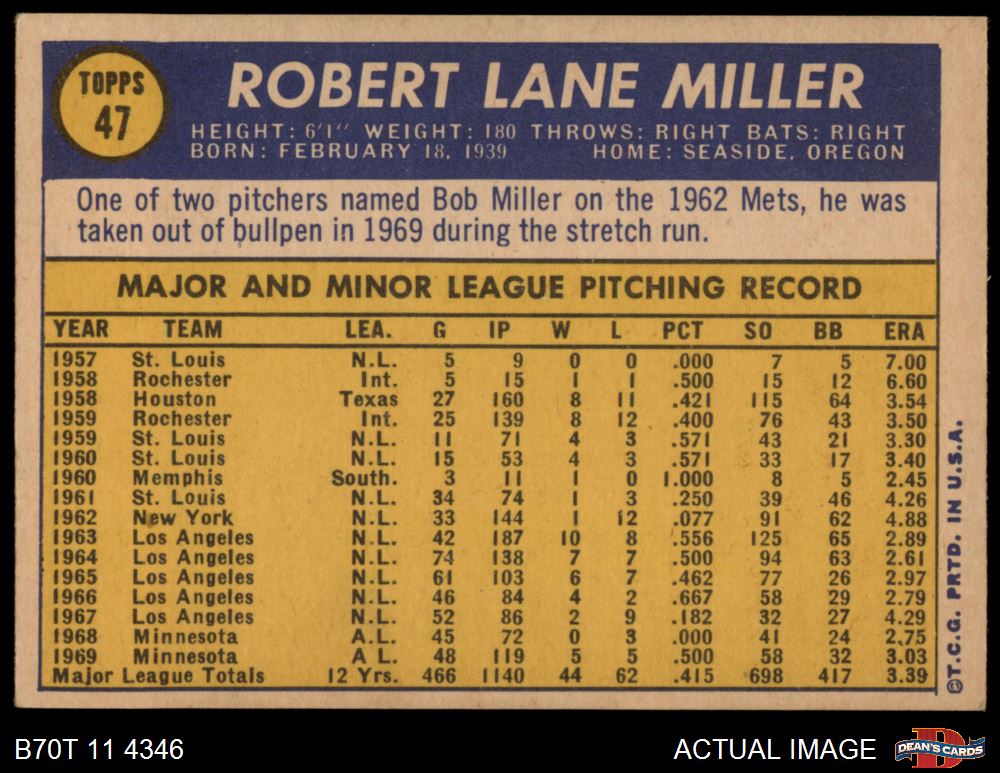 TOPPS
47
ROBERT LANE MILLER
HEIGHT: 6'1" WEIGHT: 180 THROWS: RIGHT BATS: RIGHT
BORN: FEBRUARY 18, 1939 HOME: SEASIDE, OREGON
One of two pitchers named Bob Miller on the 1962 Mets, he was
taken out of bullpen in 1969 during the stretch run.
MAJOR AND MINOR LEAGUE PITCHING RECORD
YEAR TEAM LEA. G IP W L PCT SO BB ERA
1957 St. Louis N.L. 5 9 0 0 .000 7 5 7.00
1958 Rochester Int. 5 15 1 1 .500 15 12 6.60
1958 Houston Texas 27 160 8 11 .421 115 64 3.54
1959 Rochester Int. 25 139 8 12 .400 76 43 3.50
1959 St. Louis N.L. 11 71 4 3 .571 43 21 3.30
1960 St. Louis N.L. 15 53 4 3 .571 33 17 3.40
1960 Memphis South. 3 11 1 0 1.000 8 5 2.45
1961 St. Louis N.L. 34 74 1 3 .250 39 46 4.26
1962 New York N.L. 33 144 1 12 .077 91 62 4.88
1963 Los Angeles N.L. 42 187 10 8 .556 125 65 2.89
1964 Los Angeles N.L. 74 138 7 7 .500 94 63 2.61
1965 Los Angeles N.L. 61 103 6 7 .462 77 26 2.97
1966 Los Angeles N.L. 46 84 4 2 .667 58 29 2.79
1967 Los Angeles N.L. 52 86 2 9 .182 32 27 4.29
1968 Minnesota A.L. 45 72 0 3 .000 41 24 2.75
1969 Minnesota A L. 48 119 5 5 .500 58 32 3.03
Major League Totals 12 Yrs. 466 1140 44 62 .415 698 417 3.39
©T.C.G. PRTD. IN U.S.A.
B70T 11 4346
ACTUAL IMAGE
D
DEAN'S CARDS